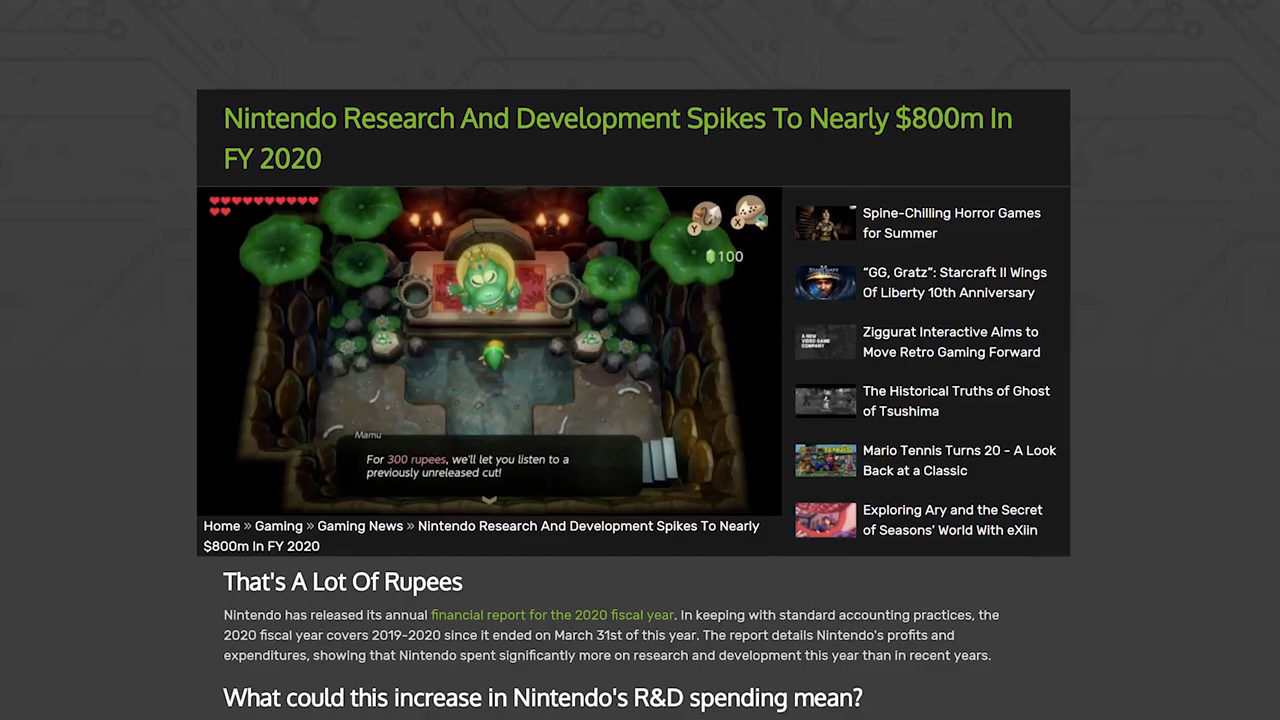 Nintendo Research And Development Spikes To Nearly $800m In
FY 2020
Y
X
100
Mamu
For 300 rupees, we'll let you listen to a
previously unreleased cut!
Spine-Chilling Horror Games
for Summer
“GG, Gratz”: Starcraft II Wings
Of Liberty 10th Anniversary
A NEW
VIDEO GAME
COMPANY
Ziggurat Interactive Aims to
Move Retro Gaming Forward
The Historical Truths of Ghost
of Tsushima
Mario Tennis Turns 20 - A Look
Back at a Classic
Exploring Ary and the Secret
of Seasons' World With eXiin
Home » Gaming » Gaming News » Nintendo Research And Development Spikes To Nearly
$800m In FY 2020
That's A Lot Of Rupees
Nintendo has released its annual financial report for the 2020 fiscal year. In keeping with standard accounting practices, the
2020 fiscal year covers 2019-2020 since it ended on March 31st of this year. The report details Nintendo's profits and
expenditures, showing that Nintendo spent significantly more on research and development this year than in recent years.
What could this increase in Nintendo's R&D spending mean?